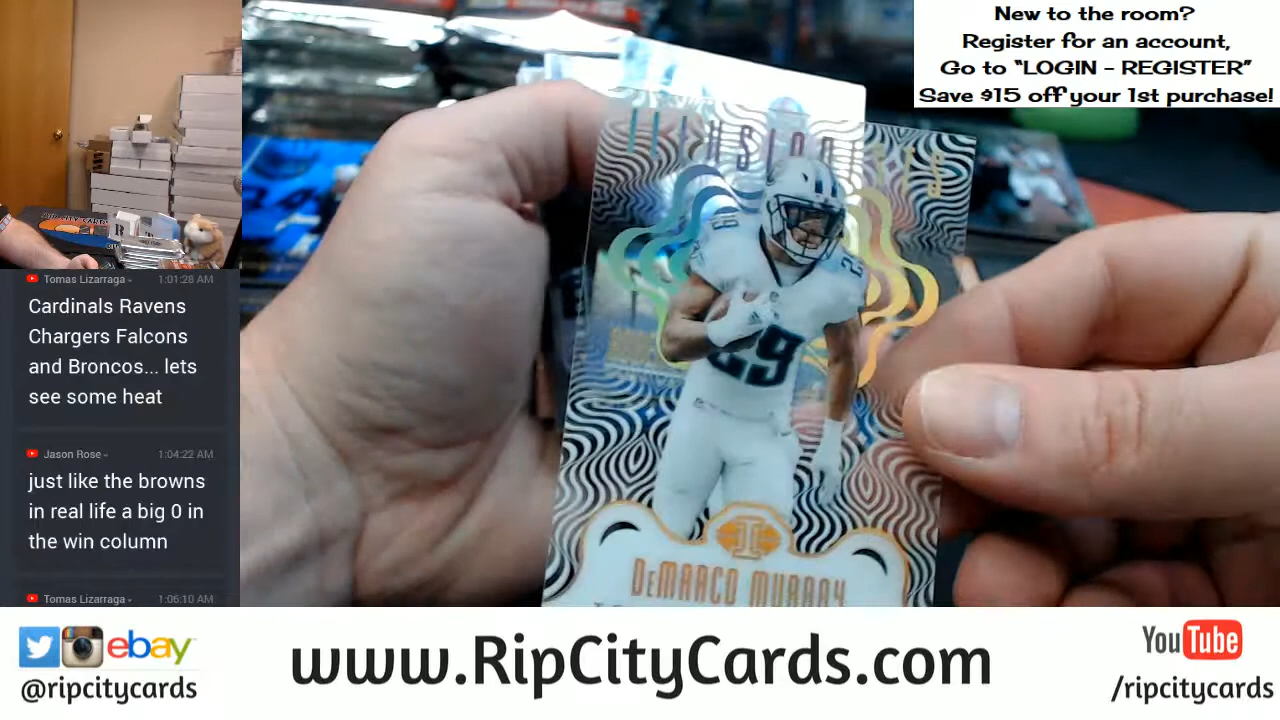 New to the room?
Register for an account,
Go to "LOGIN - REGISTER"
Save $15 off your 1st purchase!
ILLUSIONISTS
29
29
29
DeMARCO MURRAY
Tomas Lizarraga 1:01:28 AM
Cardinals Ravens
Chargers Falcons
and Broncos... lets
see some heat
Jason Rose 1:04:22 AM
just like the browns
in real life a big 0 in
the win column
Tomas Lizarraga 1:06:10 AM
ebay
@ripcitycards
www.RipCityCards.com
YouTube
/ripcitycards